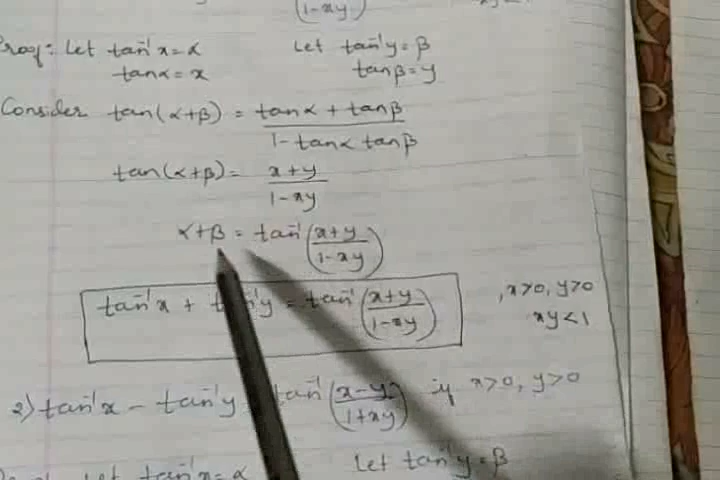 (1-xy)
Proof: Let tan⁻¹x = α Let tan⁻¹y = β
tanα = x tanβ = y
Consider tan(α+β) = (tanα + tanβ)/(1 - tanα tanβ)
tan(α+β) = (x+y)/(1-xy)
α+β = tan⁻¹((x+y)/(1-xy))
tan⁻¹x + tan⁻¹y = tan⁻¹((x+y)/(1-xy)) , x>0, y>0
xy<1
2) tan⁻¹x - tan⁻¹y tan⁻¹((x-y)/(1+xy)) if x>0, y>0
Let tan⁻¹x = α Let tan⁻¹y = β